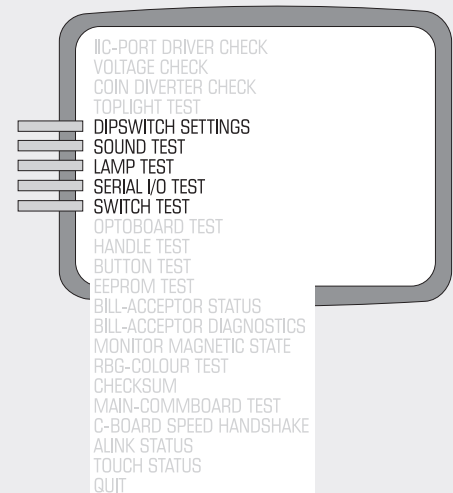 IIC-PORT DRIVER CHECK
VOLTAGE CHECK
COIN DIVERTER CHECK
TOPLIGHT TEST
DIPSWITCH SETTINGS
SOUND TEST
LAMP TEST
SERIAL I/O TEST
SWITCH TEST
OPTOBOARD TEST
HANDLE TEST
BUTTON TEST
EEPROM TEST
BILL-ACCEPTOR STATUS
BILL-ACCEPTOR DIAGNOSTICS
MONITOR MAGNETIC STATE
RBG-COLOUR TEST
CHECKSUM
MAIN-COMMBOARD TEST
C-BOARD SPEED HANDSHAKE
ALINK STATUS
TOUCH STATUS
QUIT